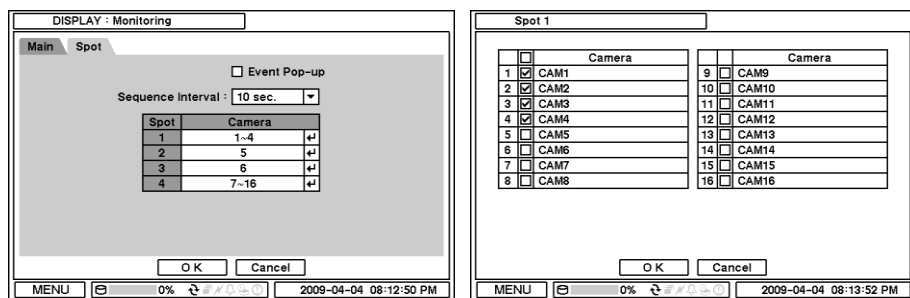 DISPLAY : Monitoring
Main Spot
Event Pop-up
Sequence Interval : 10 sec.
Spot Camera
1 1~4
2 5
3 6
4 7~16
OK Cancel
MENU 0% 2009-04-04 08:12:50 PM
Spot 1
Camera Camera
1 CAM1 9 CAM9
2 CAM2 10 CAM10
3 CAM3 11 CAM11
4 CAM4 12 CAM12
5 CAM5 13 CAM13
6 CAM6 14 CAM14
7 CAM7 15 CAM15
8 CAM8 16 CAM16
OK Cancel
MENU 0% 2009-04-04 08:13:52 PM